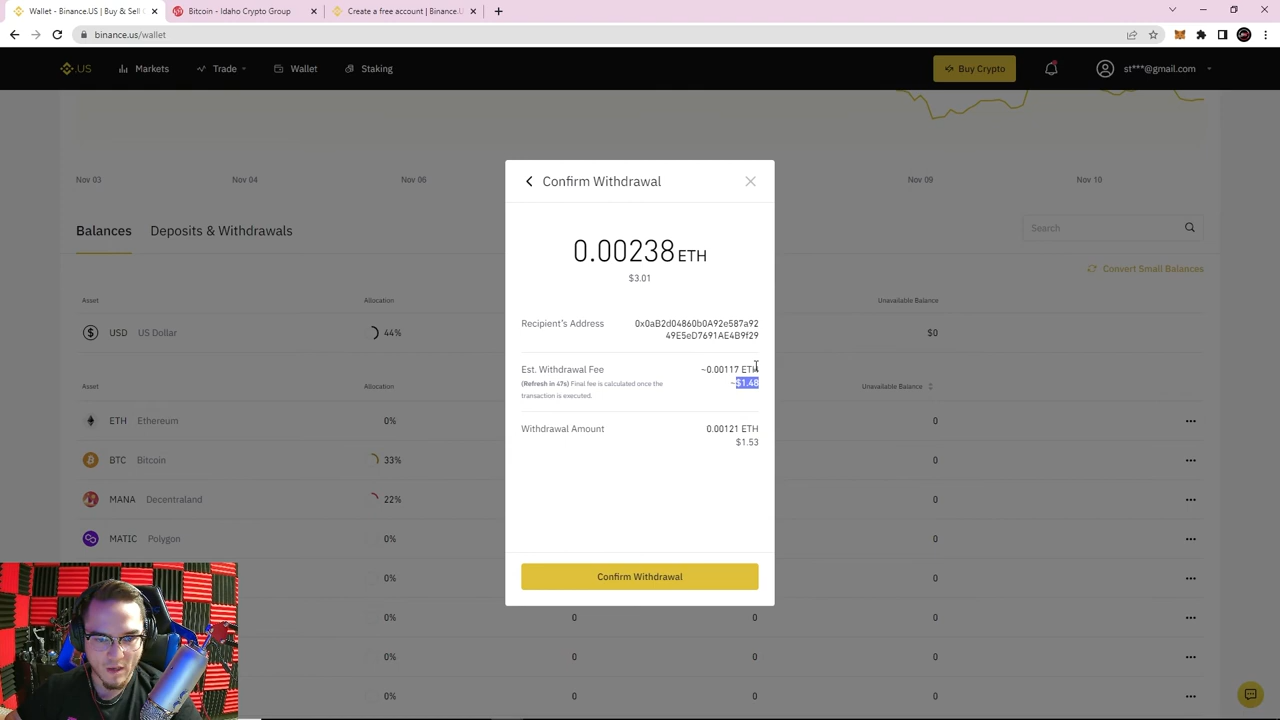 Wallet - Binance.US | Buy & Sell C
Bitcoin - Idaho Crypto Group
Create a free account | Binance.U
binance.us/wallet
.US
Markets
Trade
Wallet
Staking
Buy Crypto
st***@gmail.com
Nov 03
Nov 04
Nov 06
Nov 09
Nov 10
Balances
Deposits & Withdrawals
Search
Convert Small Balances
Asset
Allocation
Unavailable Balance
USD US Dollar
44%
$0
Asset
Allocation
Unavailable Balance
ETH Ethereum
0%
0
BTC Bitcoin
33%
0
MANA Decentraland
22%
0
MATIC Polygon
0%
0
0%
0
0%
0
0
0
0%
0
0
0
0%
0
0
0
Confirm Withdrawal
0.00238 ETH
$3.01
Recipient's Address
0x0aB2d04860b0A92e587a92
49E5eD7691AE4B9f29
Est. Withdrawal Fee
~0.00117 ETH
(Refresh in 47s) Final fee is calculated once the
~$1.48
transaction is executed.
Withdrawal Amount
0.00121 ETH
$1.53
Confirm Withdrawal